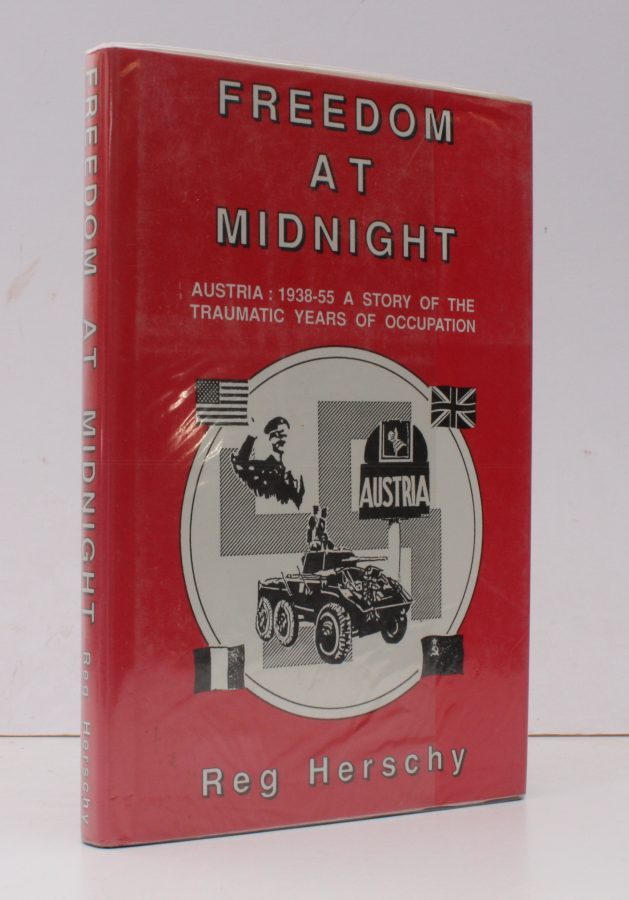 FREEDOM AT MIDNIGHT Reg Herschy
FREEDOM
AT
MIDNIGHT
AUSTRIA : 1938-55 A STORY OF THE
TRAUMATIC YEARS OF OCCUPATION
AUSTRIA
Reg Herschy